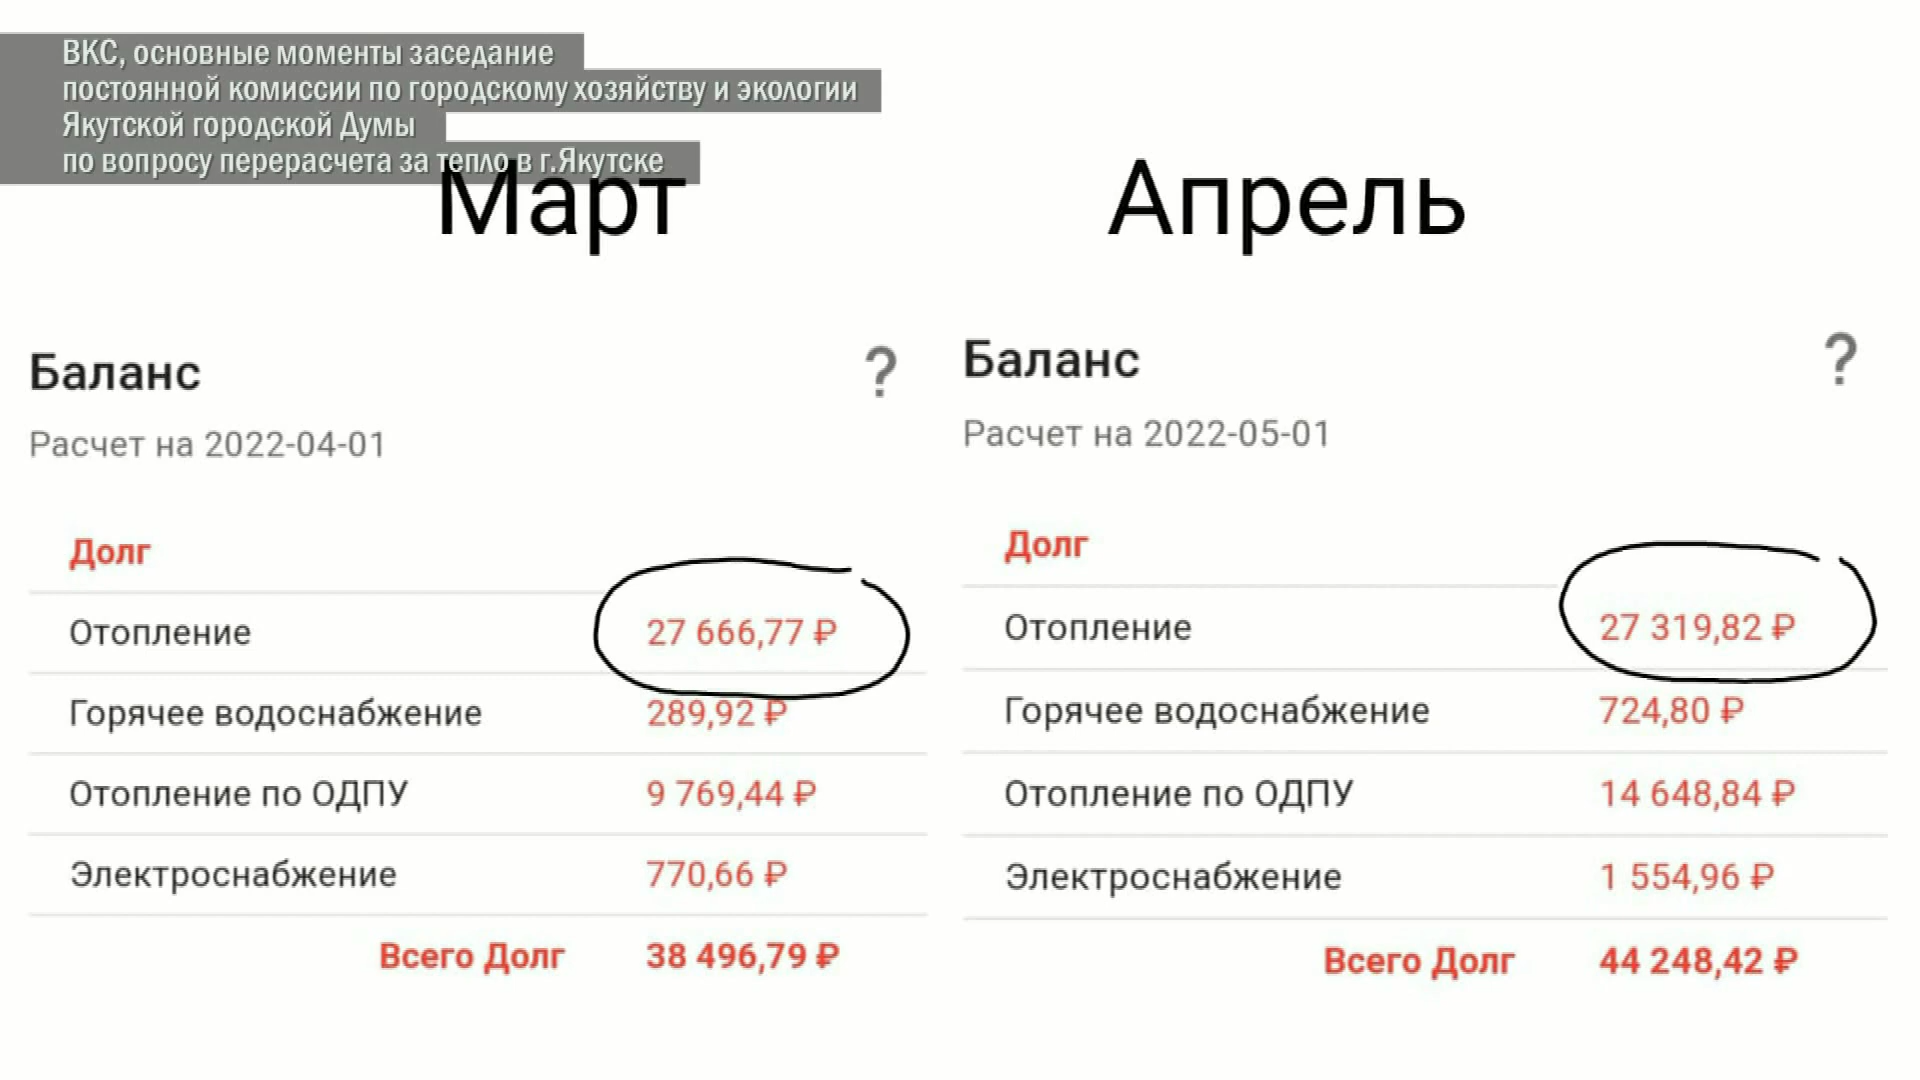 ВКС, основные моменты заседание
постоянной комиссии по городскому хозяйству и экологии
Якутской городской Думы
по вопросу перерасчета за тепло в г.Якутске
Март
Апрель
Баланс ?
Расчет на 2022-04-01
Долг
Отопление 27 666,77 ₽
Горячее водоснабжение 289,92 ₽
Отопление по ОДПУ 9 769,44 ₽
Электроснабжение 770,66 ₽
Всего Долг 38 496,79 ₽
Баланс ?
Расчет на 2022-05-01
Долг
Отопление 27 319,82 ₽
Горячее водоснабжение 724,80 ₽
Отопление по ОДПУ 14 648,84 ₽
Электроснабжение 1 554,96 ₽
Всего Долг 44 248,42 ₽